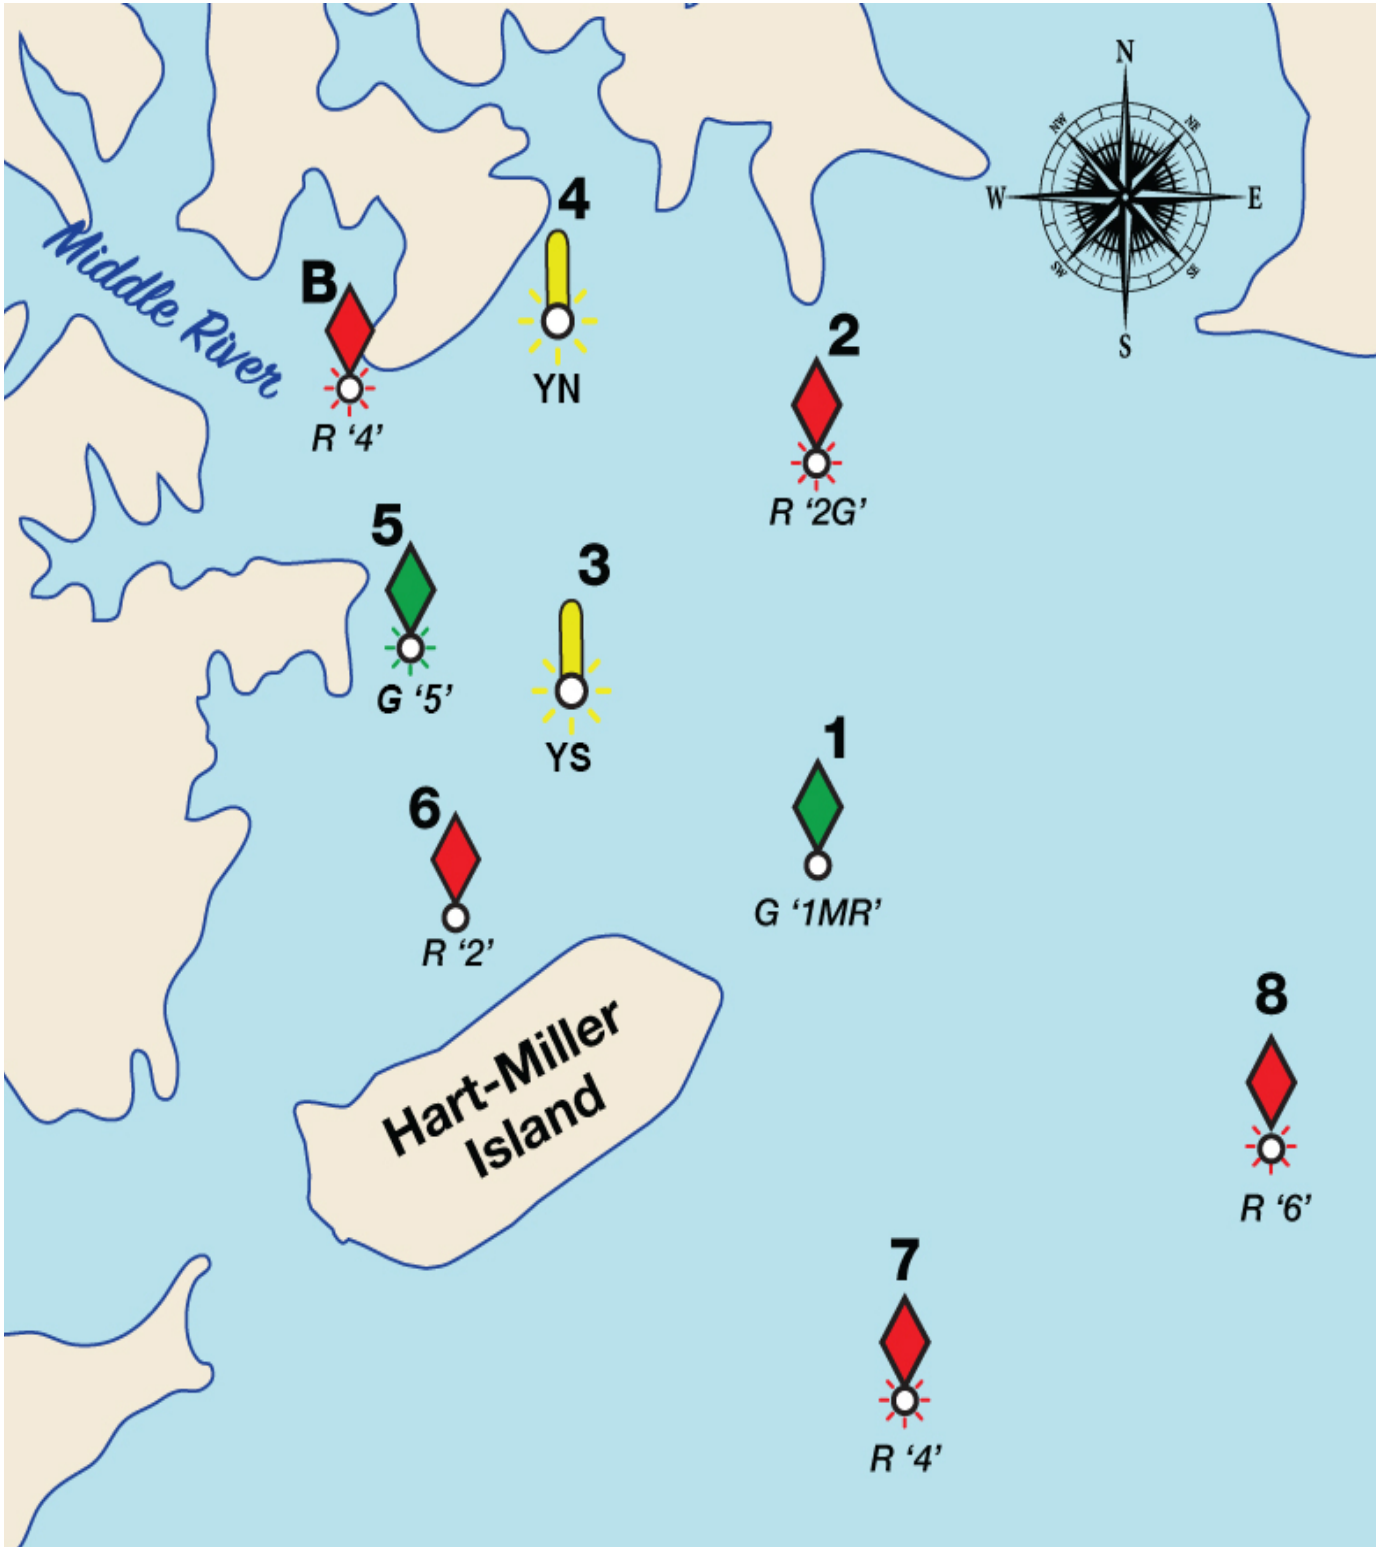 N
NW
NE
W
E
SW
SE
S
4
Middle River
B
YN
R ‘4’
2
R ‘2G’
5
3
G ‘5’
YS
1
6
G ‘1MR’
R ‘2’
Hart-Miller
Island
8
R ‘6’
7
R ‘4’